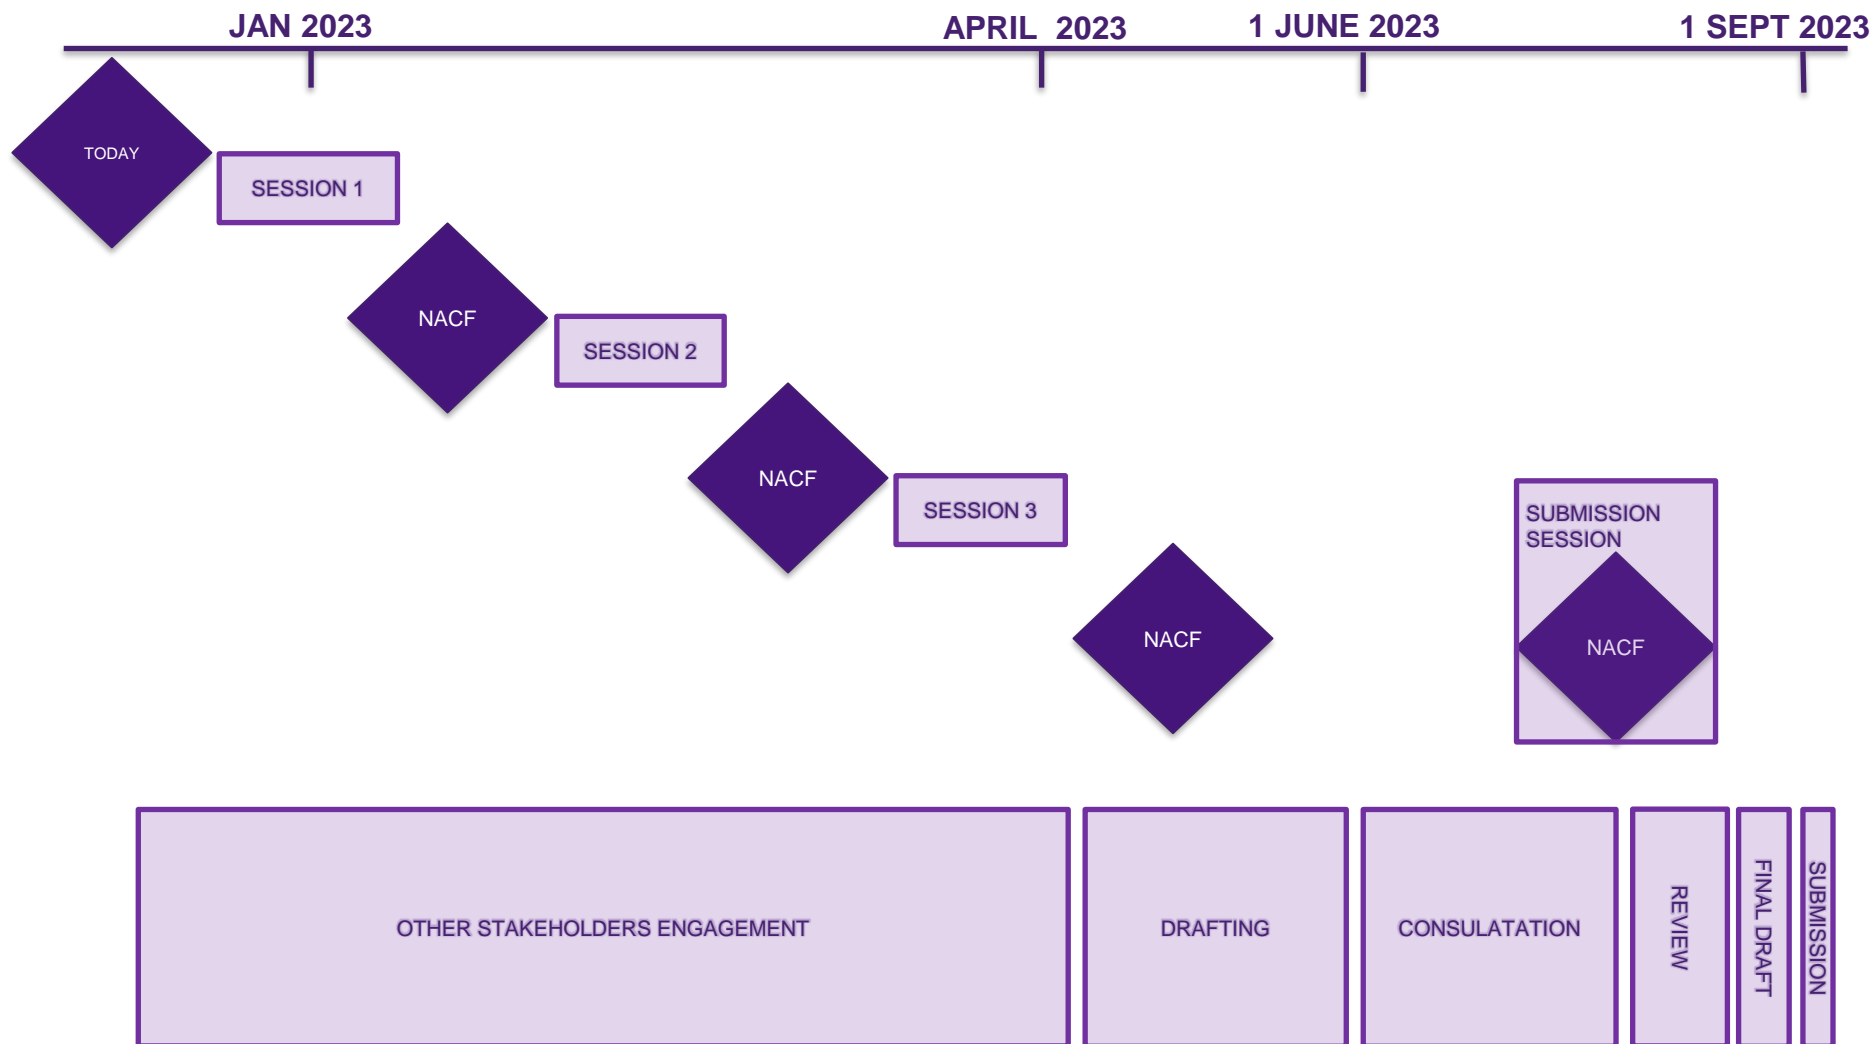 JAN 2023
APRIL  2023
1 JUNE 2023
1 SEPT 2023
TODAY
SESSION 1
NACF
SESSION 2
NACF
SESSION 3
NACF
SUBMISSION
SESSION
NACF
OTHER STAKEHOLDERS ENGAGEMENT
DRAFTING
CONSULATATION
REVIEW
FINAL DRAFT
SUBMISSION